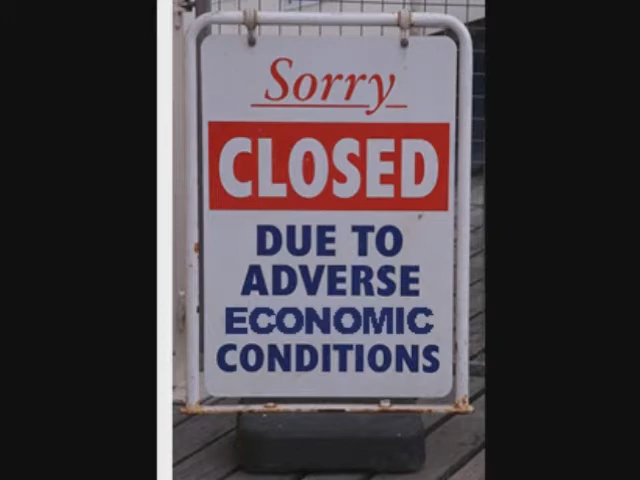 Sorry
CLOSED
DUE TO
ADVERSE
ECONOMIC
CONDITIONS